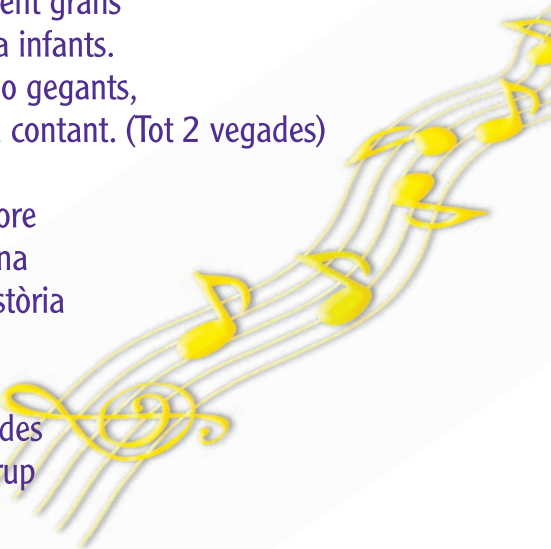 ent grans
a infants.
o gegants,
contant. (Tot 2 vegades)
ore
na
stòria
des
rup